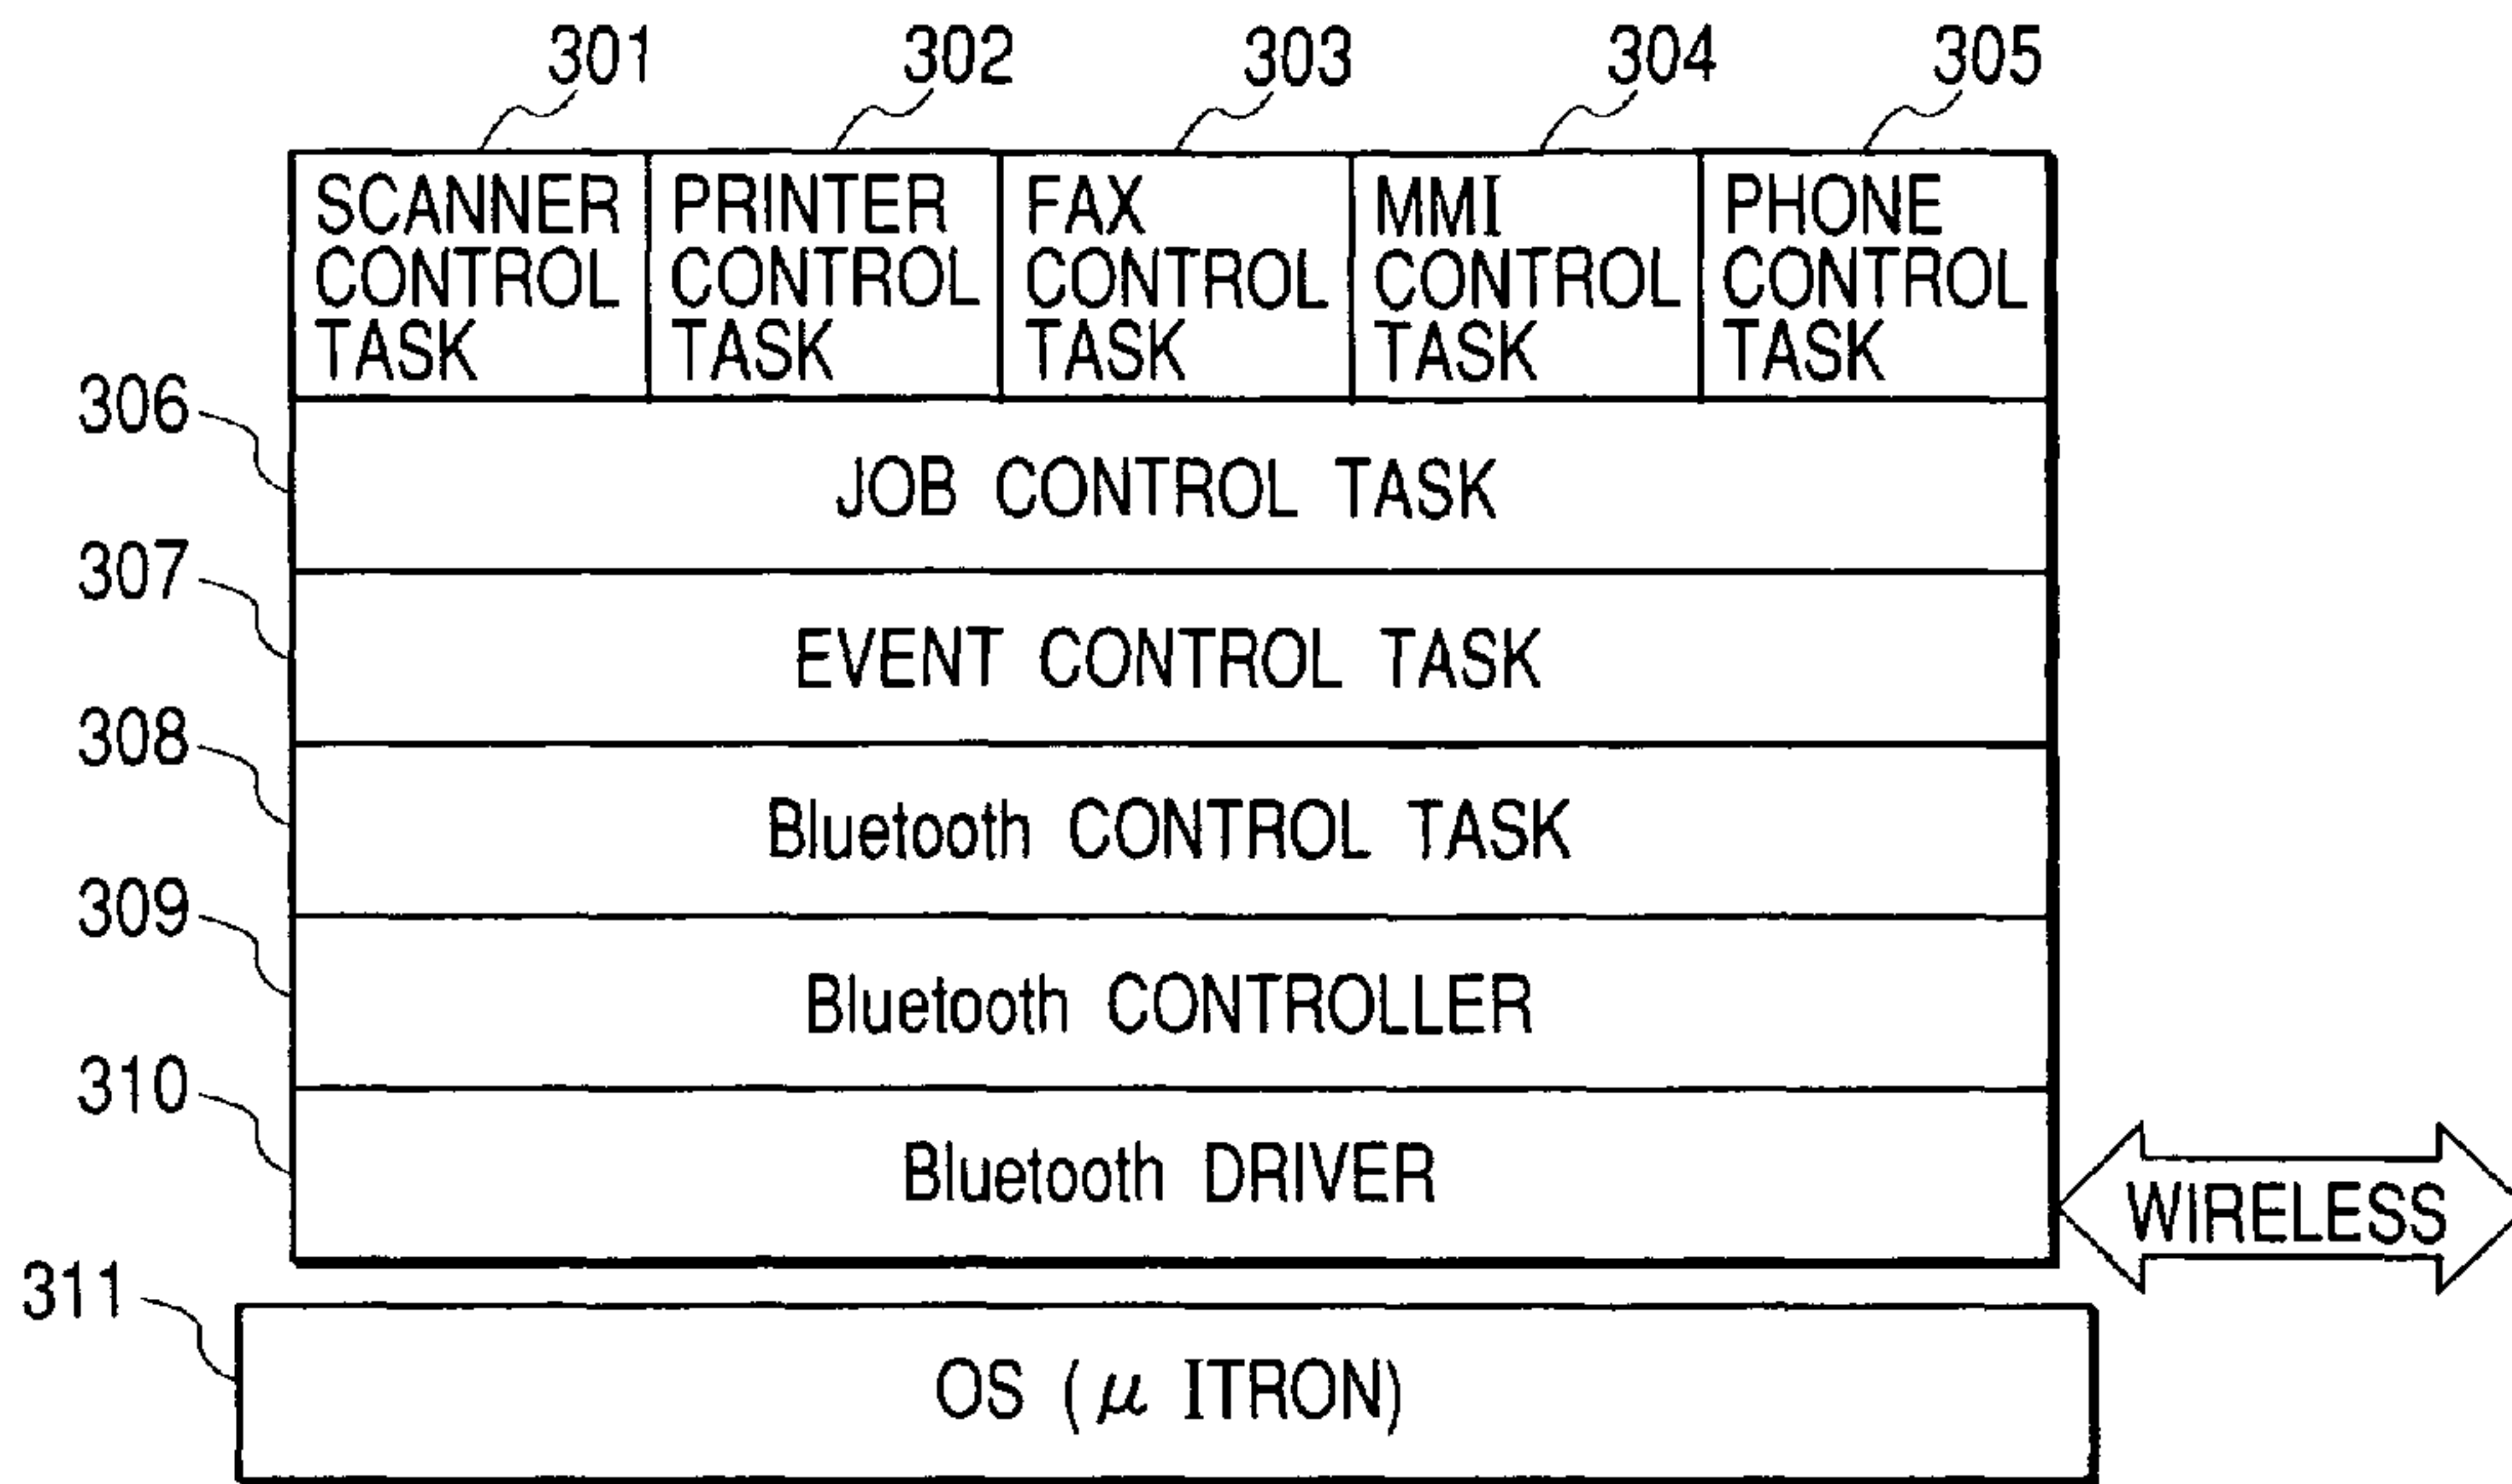 301 302 303 304 305
SCANNER CONTROL TASK
PRINTER CONTROL TASK
FAX CONTROL TASK
MMI CONTROL TASK
PHONE CONTROL TASK
306
JOB CONTROL TASK
307
EVENT CONTROL TASK
308
Bluetooth CONTROL TASK
309
Bluetooth CONTROLLER
310
Bluetooth DRIVER
WIRELESS
311
OS (μ ITRON)